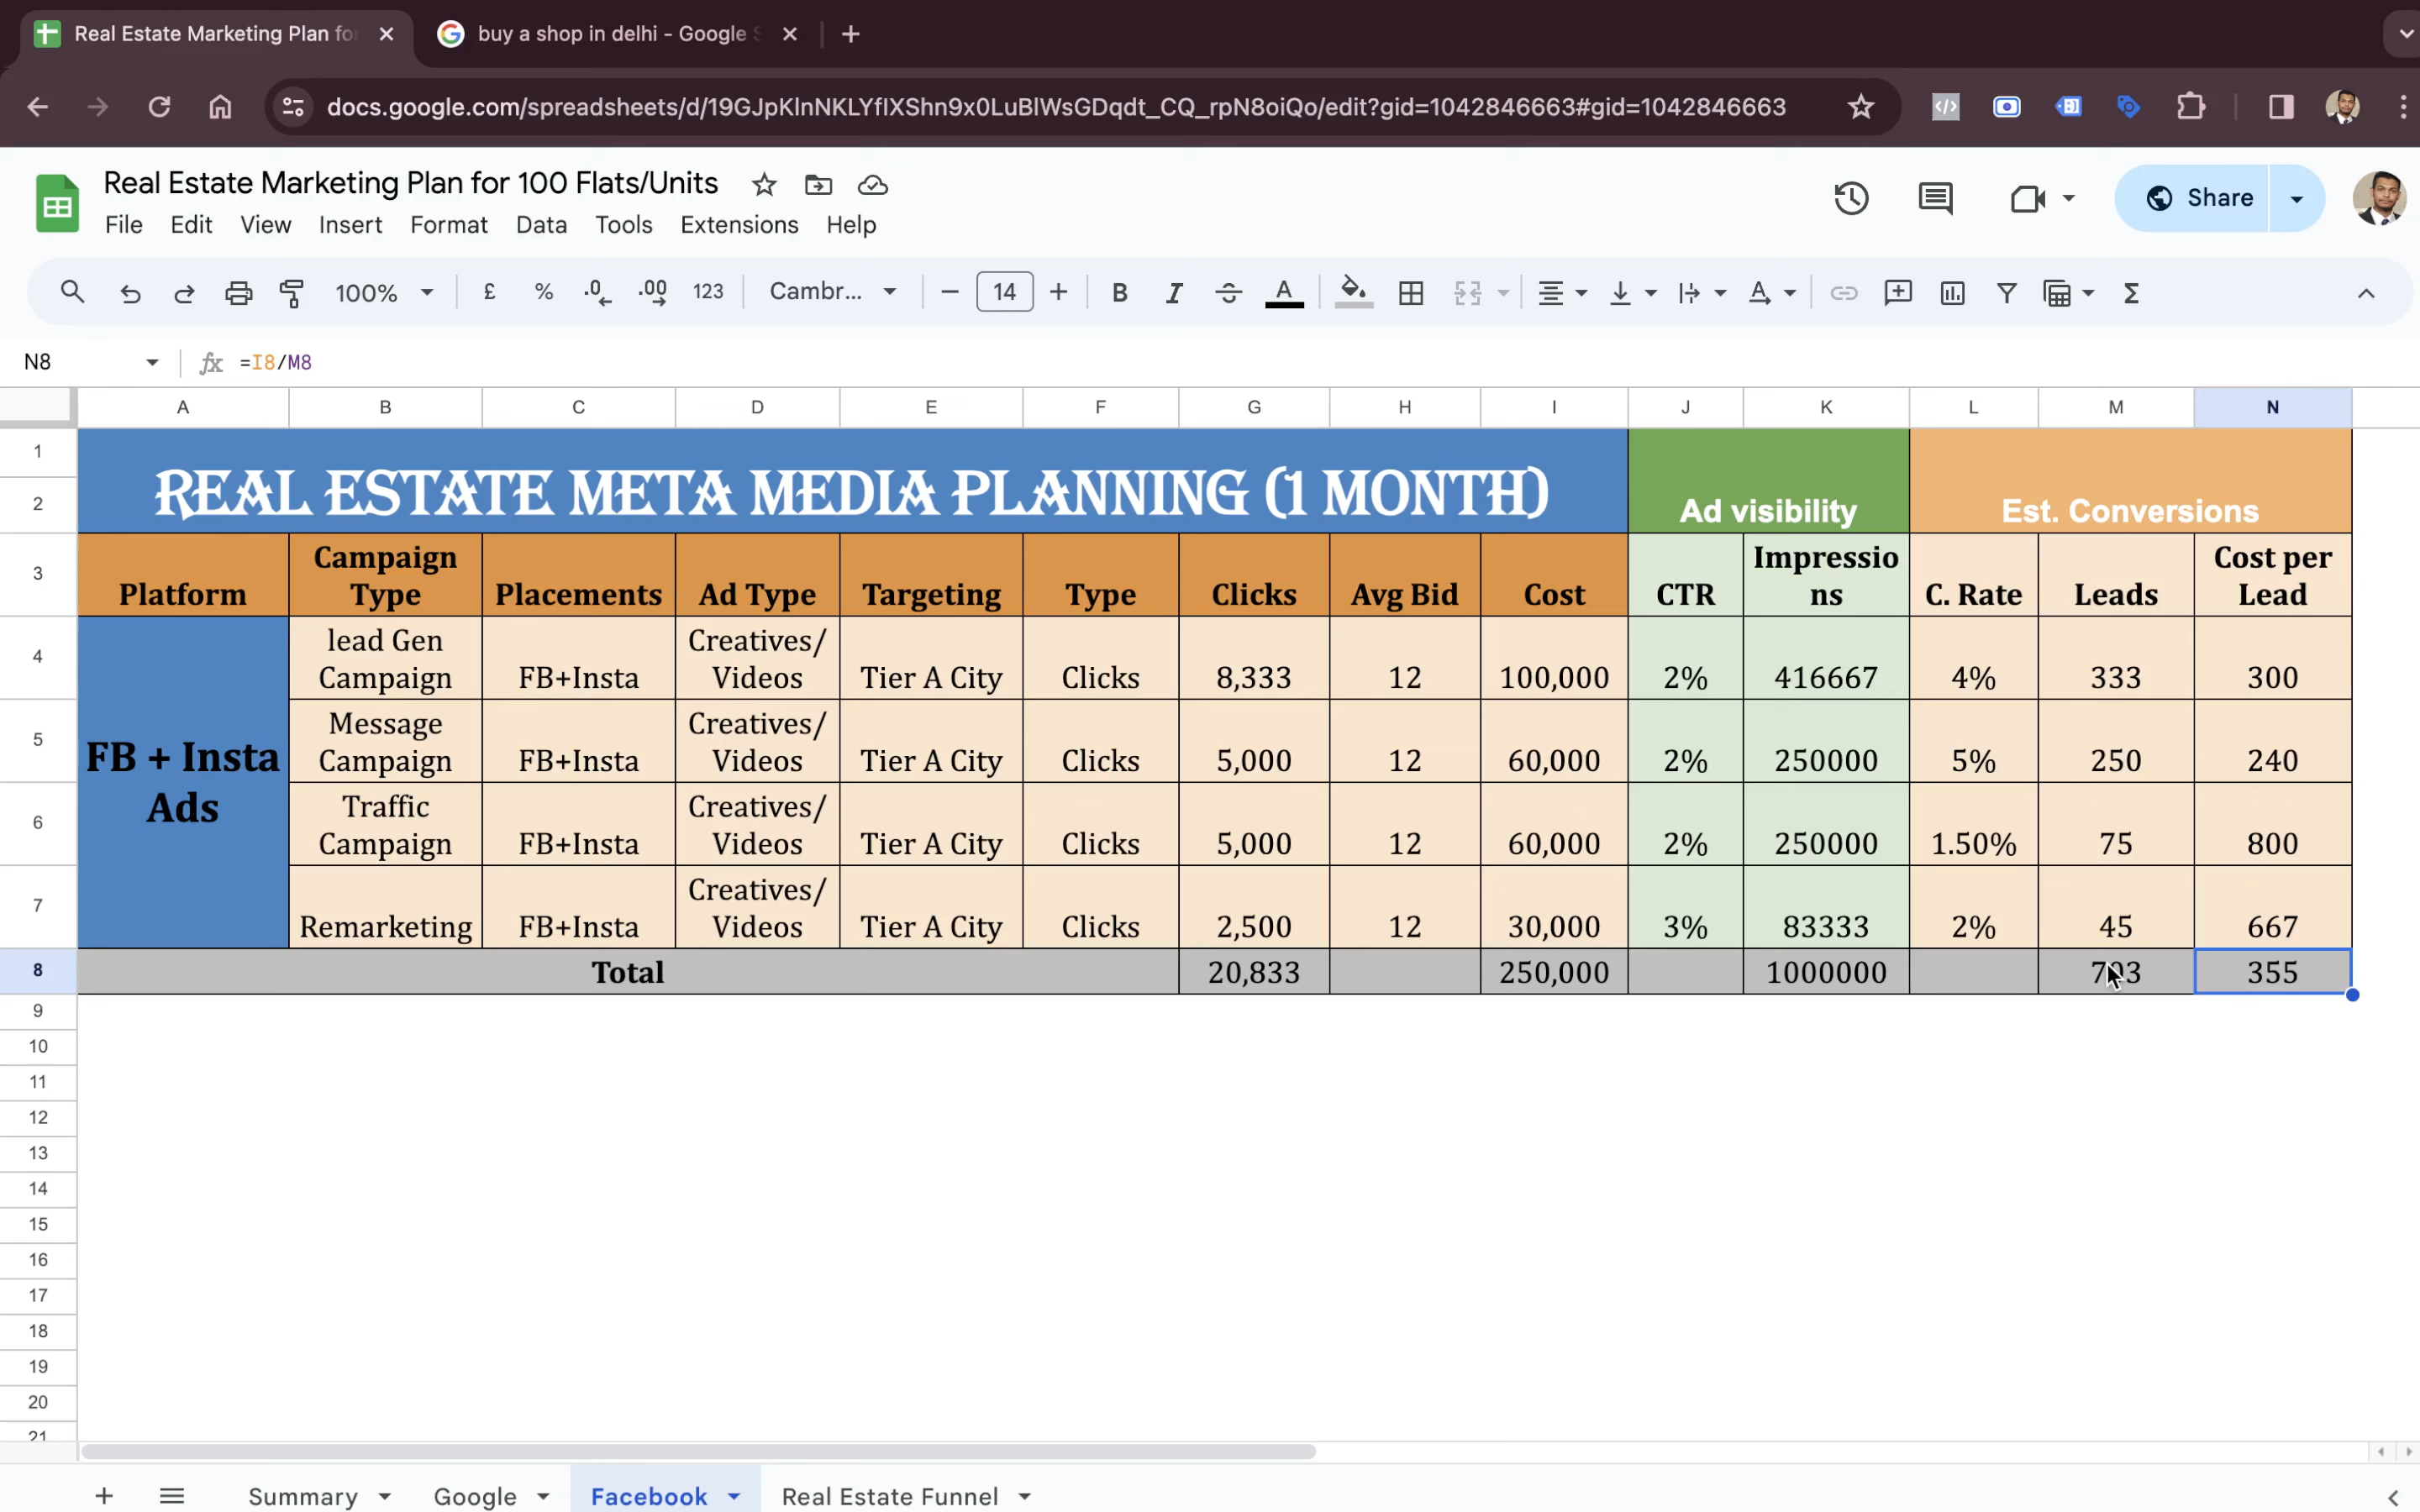 Real Estate Marketing Plan for
buy a shop in delhi - Google S
docs.google.com/spreadsheets/d/19GJpKlnNKLYflXShn9x0LuBlWsGDqdt_CQ_rpN8oiQo/edit?gid=1042846663#gid=1042846663
Real Estate Marketing Plan for 100 Flats/Units
File Edit View Insert Format Data Tools Extensions Help
Share
100% £ % .0 .00 123 Cambr... 14 B I A Σ
N8 fx =I8/M8
A B C D E F G H I J K L M N
1
2 REAL ESTATE META MEDIA PLANNING (1 MONTH) Ad visibility Est. Conversions
3 Platform Campaign Type Placements Ad Type Targeting Type Clicks Avg Bid Cost CTR Impressio ns C. Rate Leads Cost per Lead
FB + Insta Ads
4 lead Gen Campaign FB+Insta Creatives/ Videos Tier A City Clicks 8,333 12 100,000 2% 416667 4% 333 300
5 Message Campaign FB+Insta Creatives/ Videos Tier A City Clicks 5,000 12 60,000 2% 250000 5% 250 240
6 Traffic Campaign FB+Insta Creatives/ Videos Tier A City Clicks 5,000 12 60,000 2% 250000 1.50% 75 800
7 Remarketing FB+Insta Creatives/ Videos Tier A City Clicks 2,500 12 30,000 3% 83333 2% 45 667
8 Total 20,833 250,000 1000000 703 355
9
10
11
12
13
14
15
16
17
18
19
20
21
Summary Google Facebook Real Estate Funnel